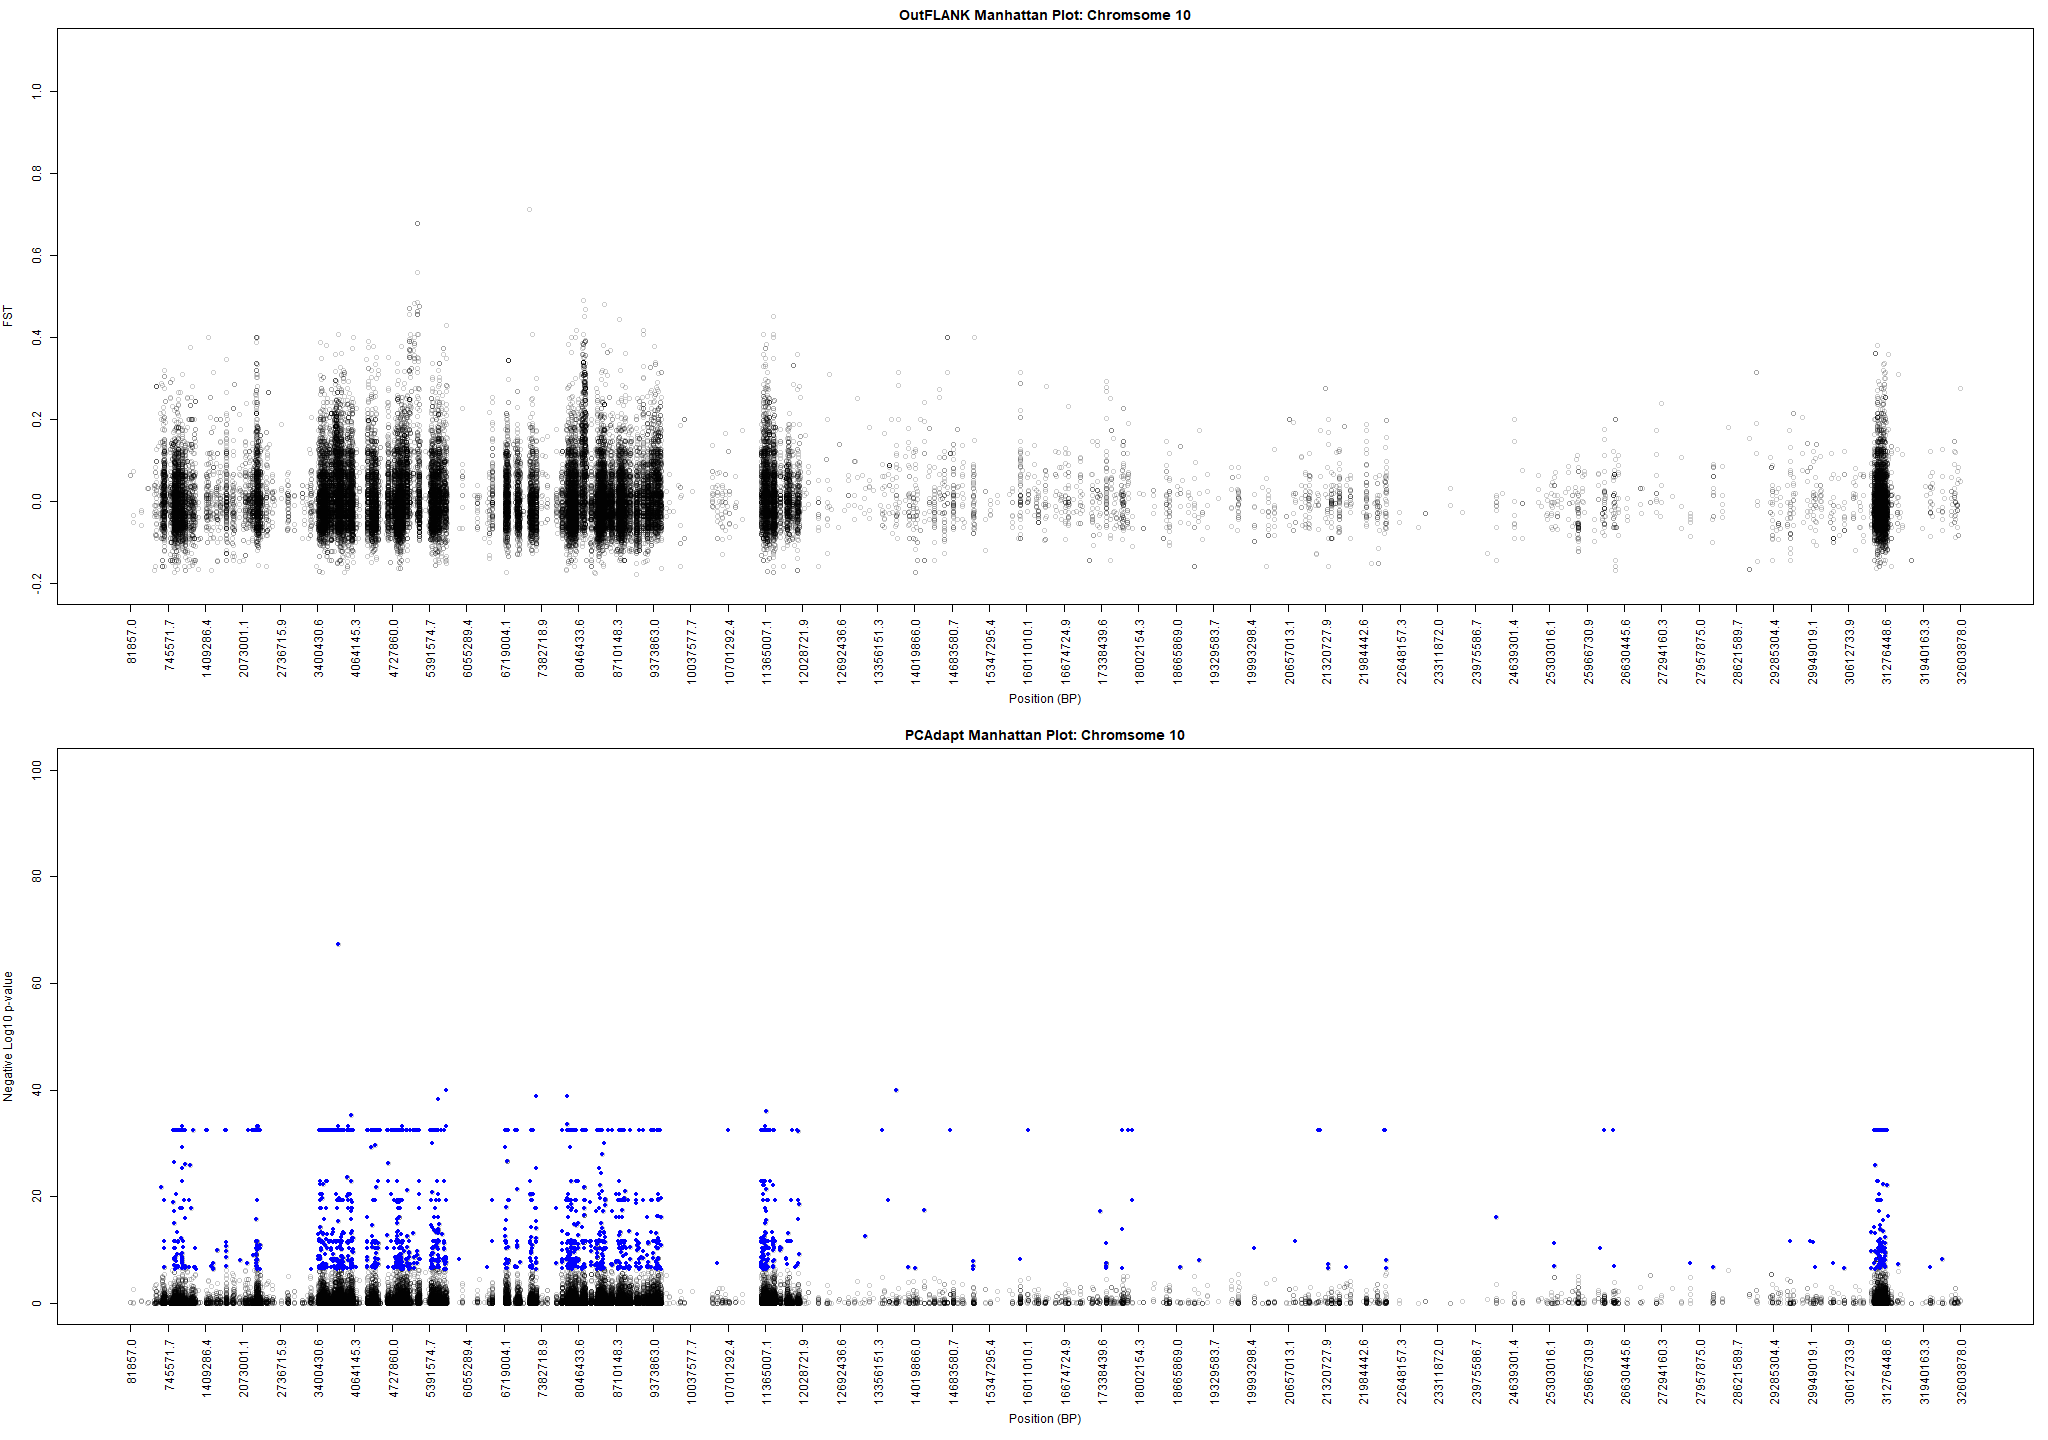 OutFLANK Manhattan Plot: Chromsome 10
FST
1.0
0.8
0.6
0.4
0.2
0.0
-0.2
81857.0 745571.7 1409286.4 2073001.1 2736715.9 3400430.6 4064145.3 4727860.0 5391574.7 6055289.4 6719004.1 7382718.9 8046433.6 8710148.3 9373863.0 10037577.7 10701292.4 11365007.1 12028721.9 12692436.6 13356151.3 14019866.0 14683580.7 15347295.4 16011010.1 16674724.9 17338439.6 18002154.3 18665869.0 19329583.7 19993298.4 20657013.1 21320727.9 21984442.6 22648157.3 23311872.0 23975586.7 24639301.4 25303016.1 25966730.9 26630445.6 27294160.3 27957875.0 28621589.7 29285304.4 29949019.1 30612733.9 31276448.6 31940163.3 32603878.0
Position (BP)
PCAdapt Manhattan Plot: Chromsome 10
Negative Log10 p-value
100
80
60
40
20
0
81857.0 745571.7 1409286.4 2073001.1 2736715.9 3400430.6 4064145.3 4727860.0 5391574.7 6055289.4 6719004.1 7382718.9 8046433.6 8710148.3 9373863.0 10037577.7 10701292.4 11365007.1 12028721.9 12692436.6 13356151.3 14019866.0 14683580.7 15347295.4 16011010.1 16674724.9 17338439.6 18002154.3 18665869.0 19329583.7 19993298.4 20657013.1 21320727.9 21984442.6 22648157.3 23311872.0 23975586.7 24639301.4 25303016.1 25966730.9 26630445.6 27294160.3 27957875.0 28621589.7 29285304.4 29949019.1 30612733.9 31276448.6 31940163.3 32603878.0
Position (BP)